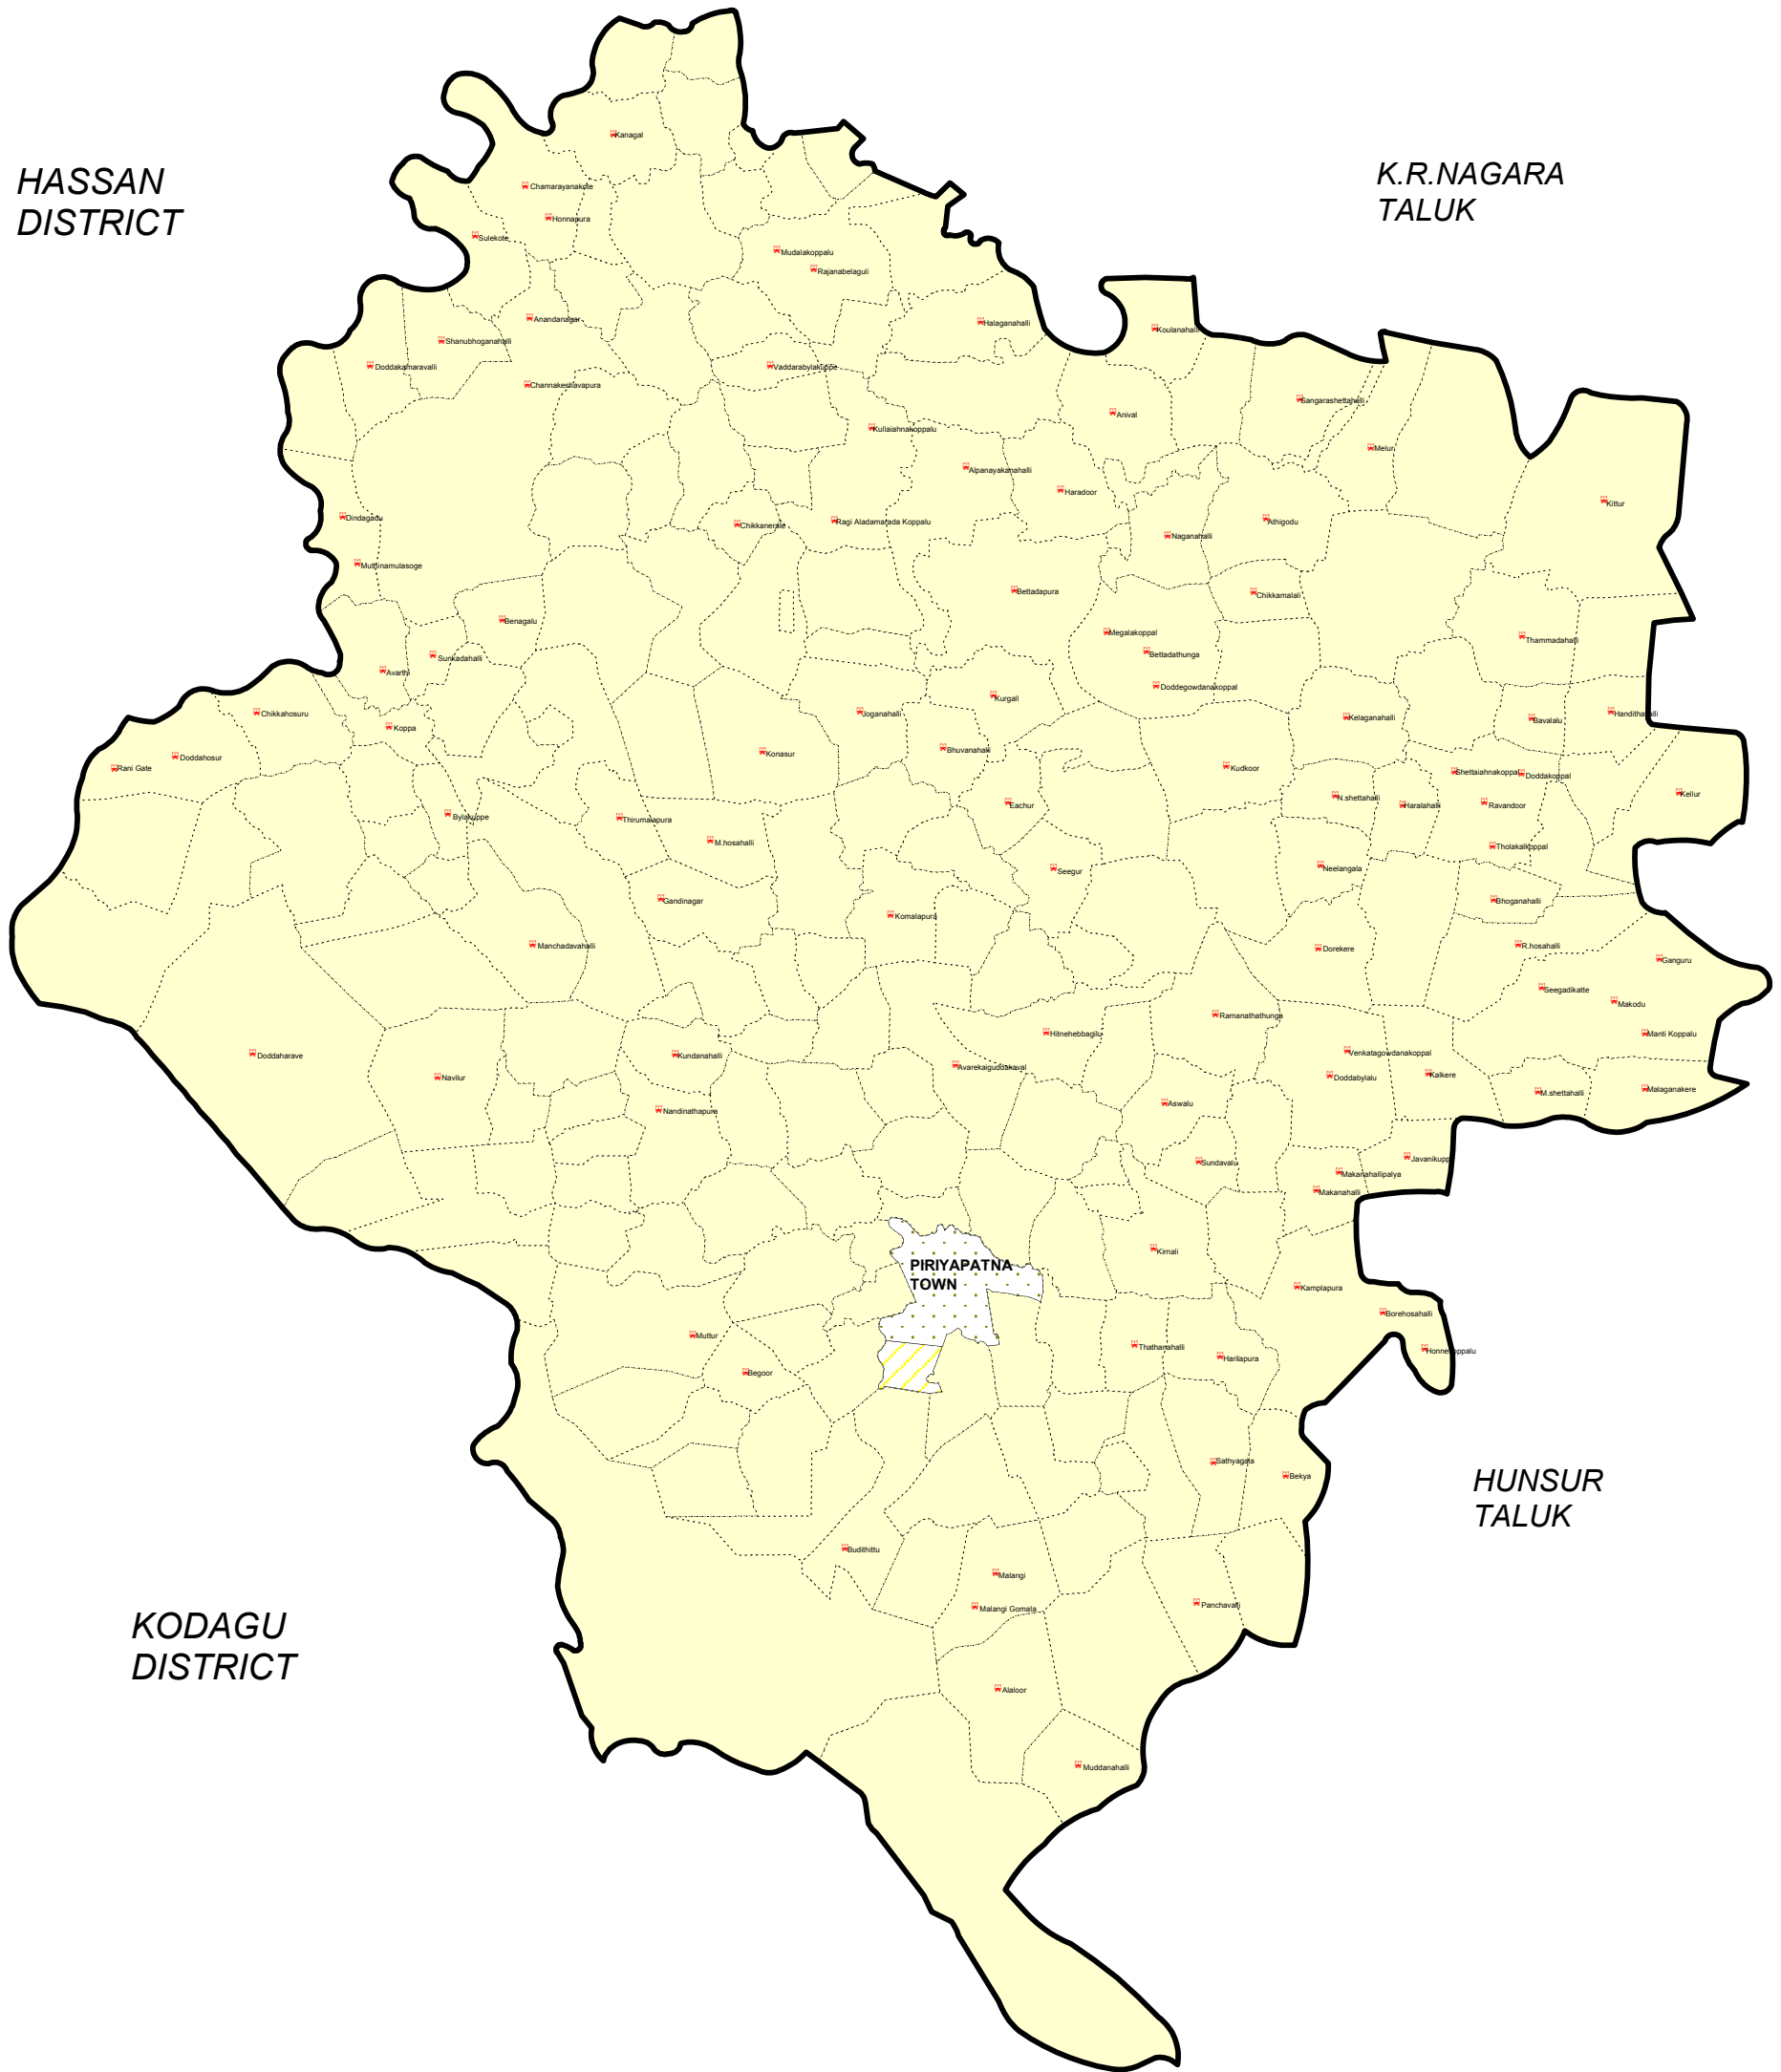 HASSAN
DISTRICT
K.R.NAGARA
TALUK
Kanagal
Chamarayanakote
Honnapura
Sulekote
Mudalakoppalu
Rajanabelaguli
Anandanagar
Halaganahalli
Koulanahalli
Shanubhoganahalli
Doddakamaravalli
Vaddarabylakuppe
Channakeshavapura
Sangarashettahalli
Anival
Kullaiahnakoppalu
Melur
Alpanayakanahalli
Haradoor
Kittur
Dindagadu
Chikkanerale
Ragi Aladamarada Koppalu
Athigodu
Naganahalli
Muthinamulasoge
Bettadapura
Chikkamalali
Benagalu
Megalakoppal
Thammadahalli
Bettadathunga
Sunkadahalli
Avarthi
Doddegowdanakoppal
Kurgall
Chikkahosuru
Joganahalli
Kelaganahalli
Bavalalu
Handithavalli
Koppa
Doddahosur
Konasur
Bhuvanahalli
Rani Gate
Kudkoor
Shettaiahnakoppal
Doddakoppal
Kellur
N.shettahalli
Eachur
Haralahalli
Ravandoor
Bylakuppe
Thirumalapura
M.hosahalli
Tholakalkoppal
Seegur
Neelangala
Gandinagar
Bhoganahalli
Komalapura
Manchadavahalli
Dorekere
R.hosahalli
Ganguru
Seegadikatte
Makodu
Ramanathathunga
Hitnehebbagilu
Manti Koppalu
Doddaharave
Kundanahalli
Venkatagowdanakoppal
Avarekaiguddakaval
Navilur
Doddabylalu
Kalkere
M.shettahalli
Malaganakere
Nandinathapura
Aswalu
Sundavalu
Javanikuppe
Makanahallipalya
Makanahalli
Kirnali
PIRIYAPATNA
TOWN
Kamplapura
Borehosahalli
Muttur
Thathanahalli
Harilapura
Honnekoppalu
Begoor
Sathyagala
Bekya
HUNSUR
TALUK
Budithittu
Malangi
Malangi Gomala
Panchavalli
KODAGU
DISTRICT
Alaloor
Muddanahalli